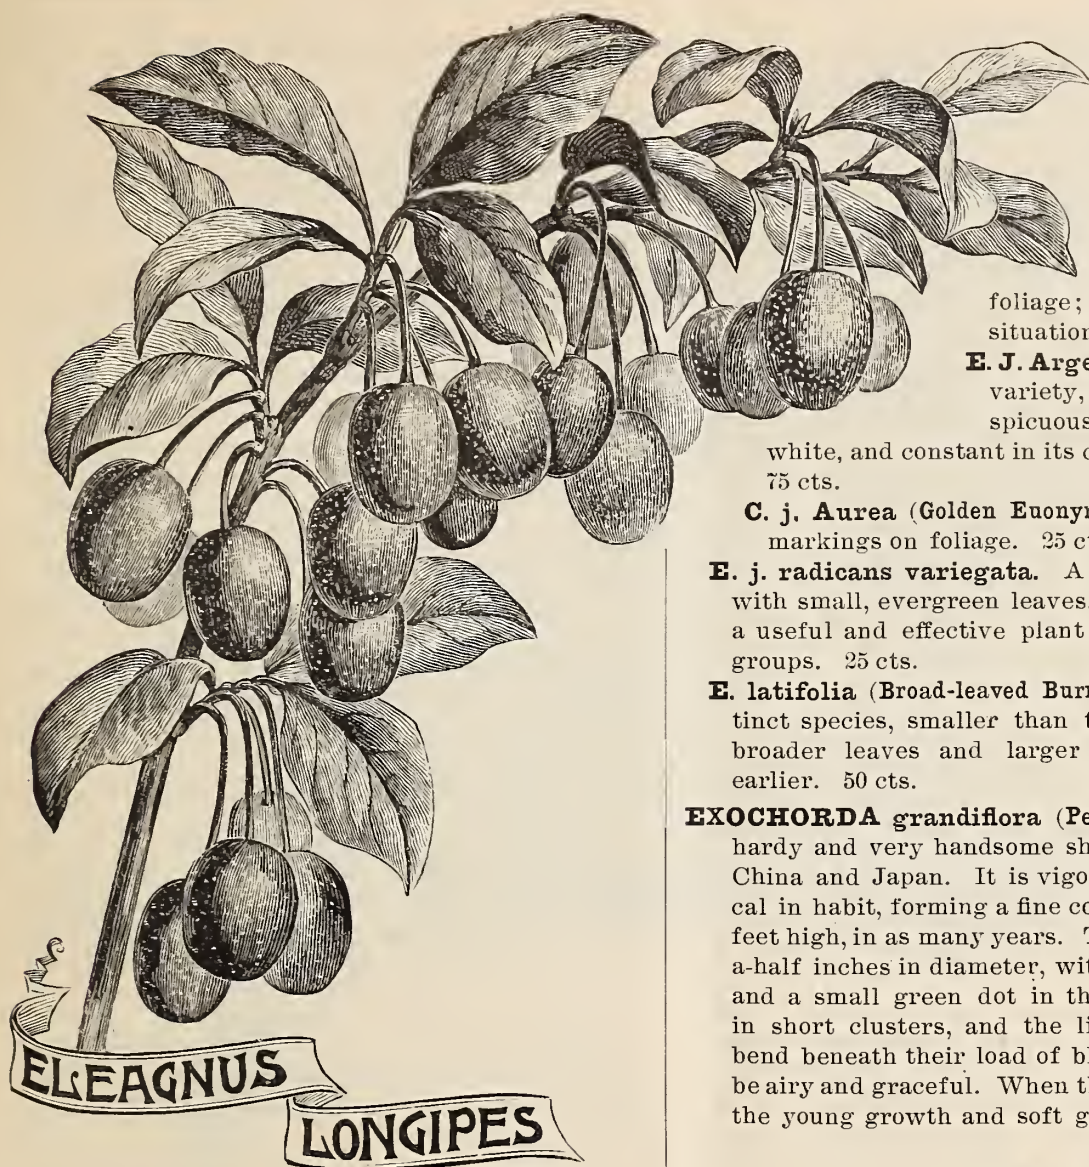 foliage;
situation
E. J. Arge
variety,
spicuous
white, and constant in its c
75 cts.
C. j. Aurea (Golden Euony
markings on foliage. 25 c
E. j. radicans variegata. A
with small, evergreen leaves
a useful and effective plant
groups. 25 cts.
E. latifolia (Broad-leaved Bur
tinct species, smaller than
broader leaves and larger
earlier. 50 cts.
EXOCHORDA grandiflora (Pe
hardy and very handsome sh
China and Japan. It is vigo
cal in habit, forming a fine co
feet high, in as many years.
a-half inches in diameter, wit
and a small green dot in th
in short clusters, and the li
bend beneath their load of bl
be airy and graceful. When t
the young growth and soft g
ELEAGNUS
LONGIPES